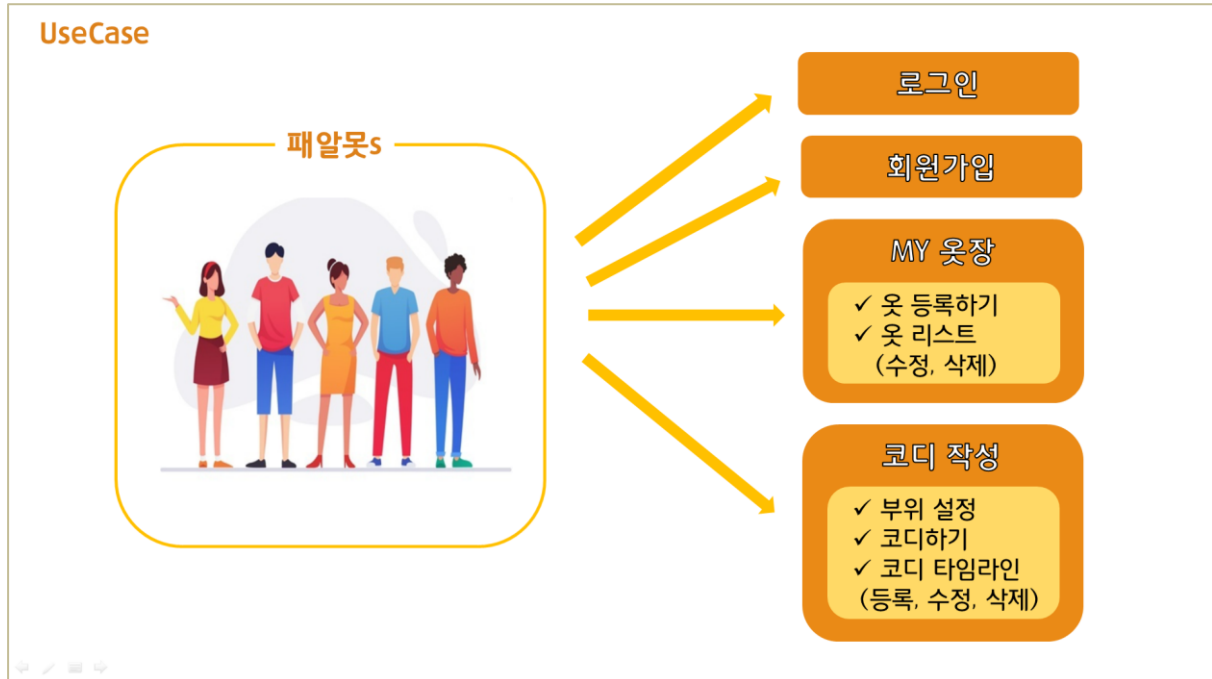 UseCase
패알못s
로그인
회원가입
MY 옷장
✓ 옷 등록하기
✓ 옷 리스트
(수정, 삭제)
코디 작성
✓ 부위 설정
✓ 코디하기
✓ 코디 타임라인
(등록, 수정, 삭제)